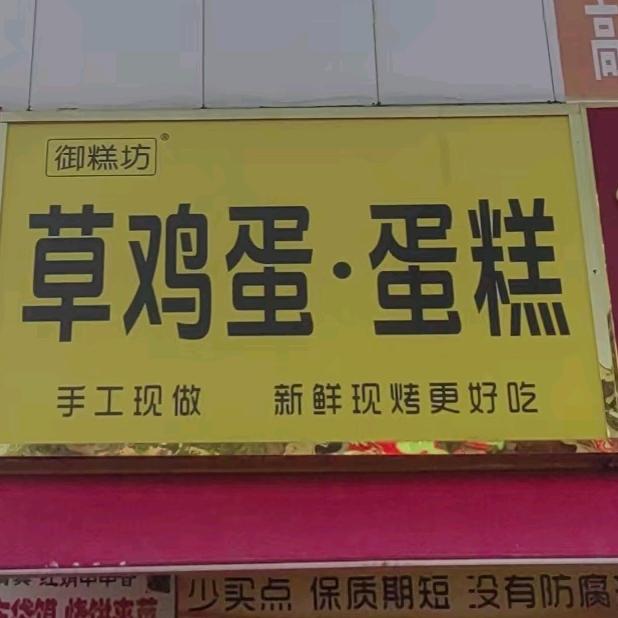 御糕坊®
草鸡蛋·蛋糕
手工现做 新鲜现烤更好吃
少买点 保质期短 没有防腐